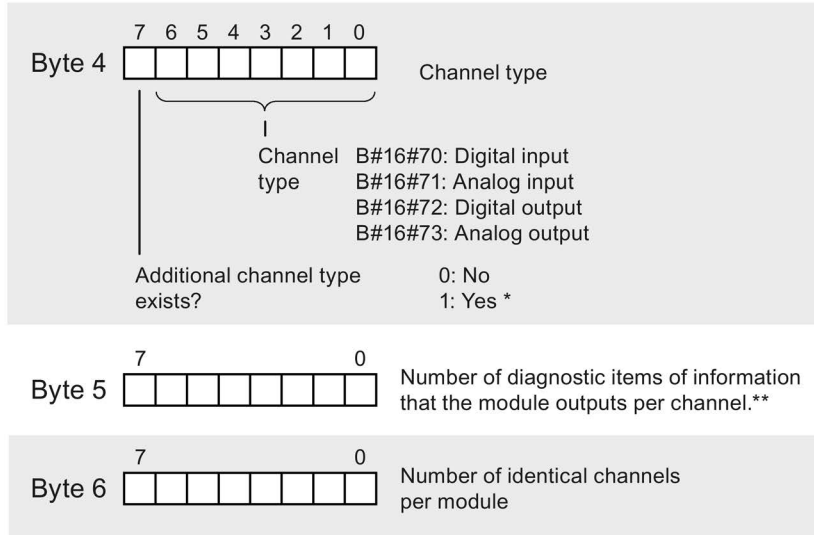 7 6 5 4 3 2 1 0
Byte 4
Channel type
Channel
type
B#16#70: Digital input
B#16#71: Analog input
B#16#72: Digital output
B#16#73: Analog output
Additional channel type
exists?
0: No
1: Yes *
7 0
Byte 5
Number of diagnostic items of information
that the module outputs per channel.**
7 0
Byte 6
Number of identical channels
per module